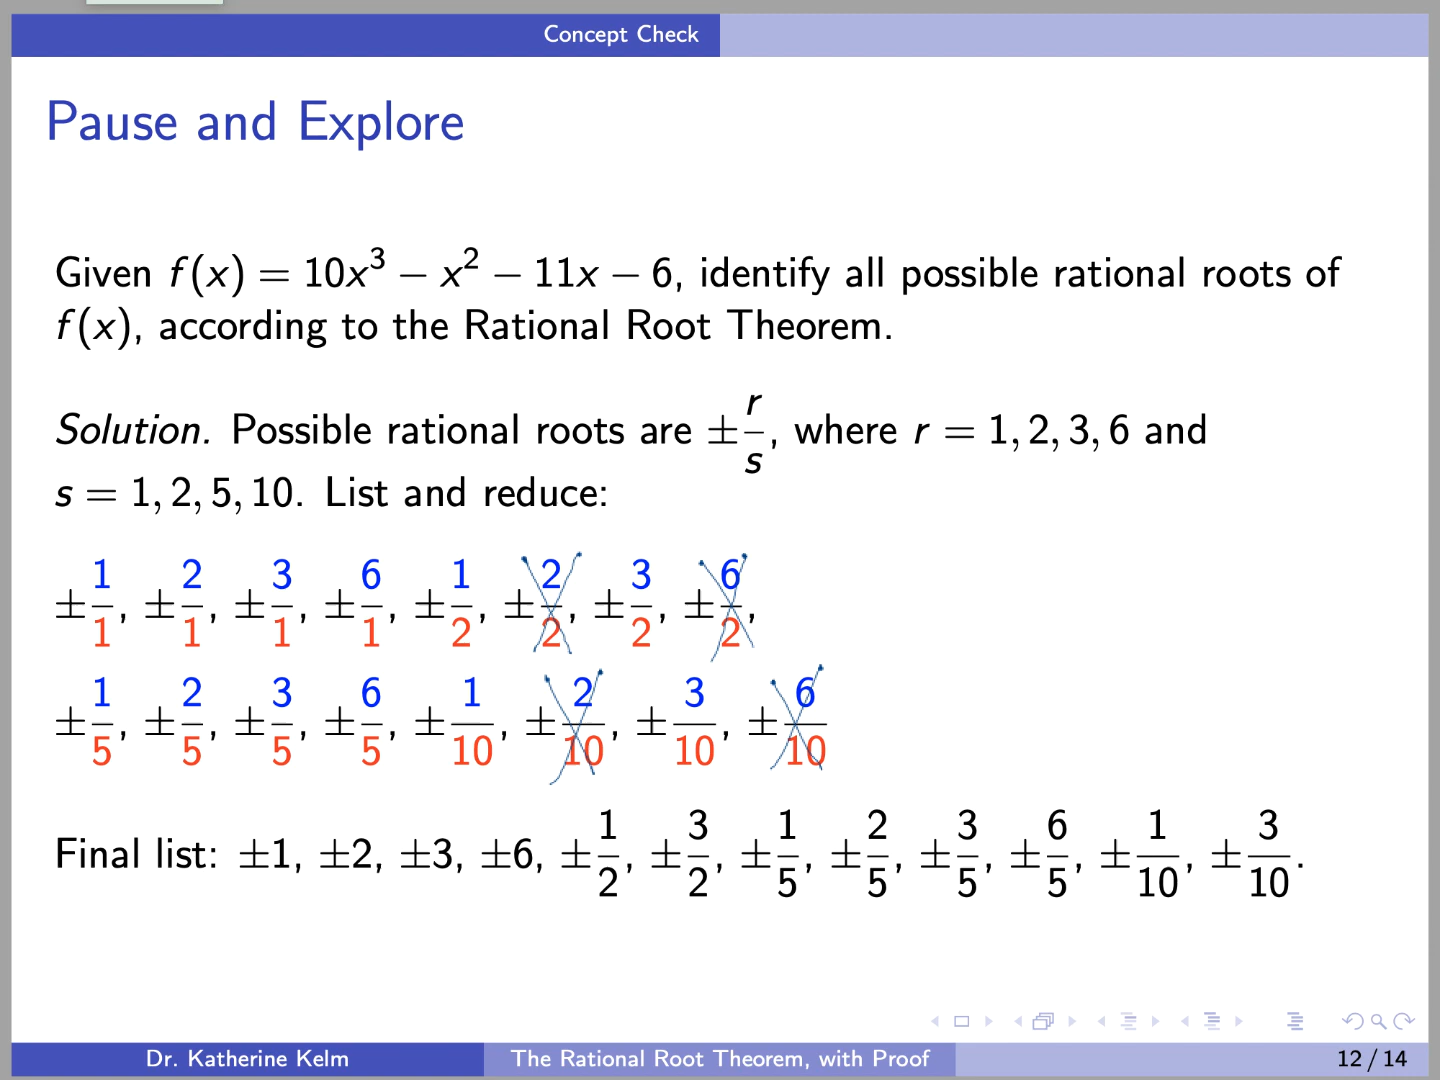 Concept Check
Pause and Explore
Given f(x) = 10x³ − x² − 11x − 6, identify all possible rational roots of
f(x), according to the Rational Root Theorem.
Solution. Possible rational roots are ±r/s, where r = 1, 2, 3, 6 and
s = 1, 2, 5, 10. List and reduce:
±1/1, ±2/1, ±3/1, ±6/1, ±1/2, ±2/2, ±3/2, ±6/2,
±1/5, ±2/5, ±3/5, ±6/5, ±1/10, ±2/10, ±3/10, ±6/10
Final list: ±1, ±2, ±3, ±6, ±1/2, ±3/2, ±1/5, ±2/5, ±3/5, ±6/5, ±1/10, ±3/10.
Dr. Katherine Kelm The Rational Root Theorem, with Proof 12 / 14